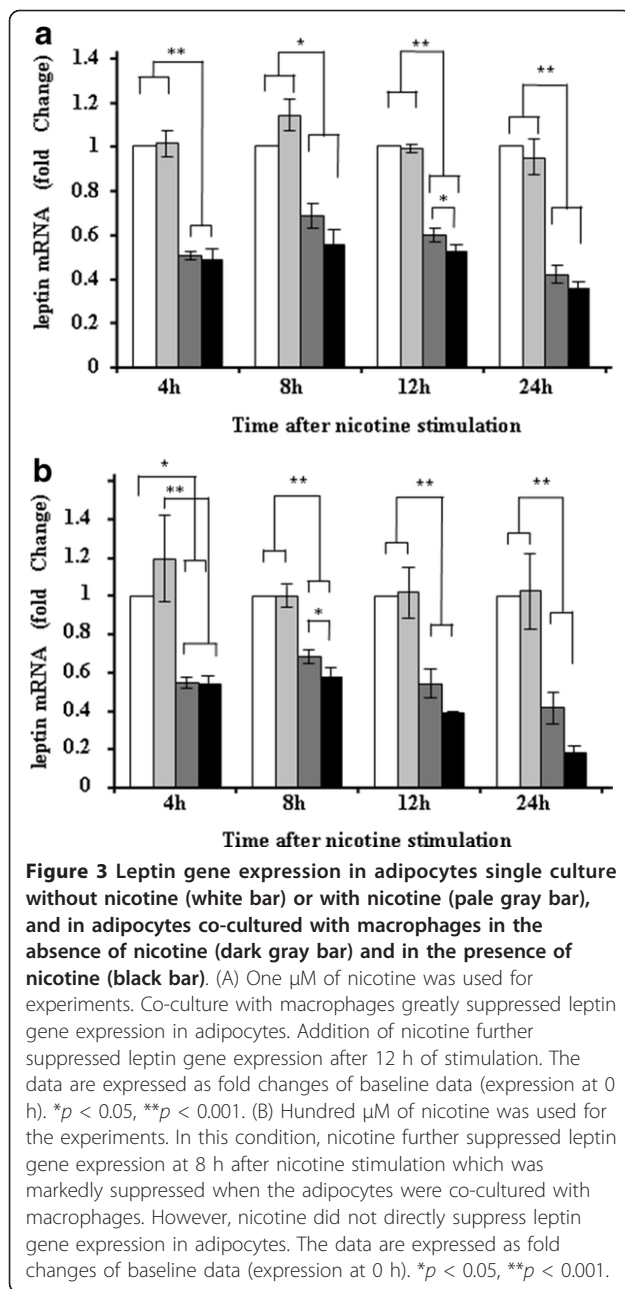 a
leptin mRNA (fold Change)
1.4
1.2
1
0.8
0.6
0.4
0.2
0
**
*
**
*
**
4h 8h 12h 24h
Time after nicotine stimulation
b
leptin mRNA (fold Change)
1.4
1.2
1
0.8
0.6
0.4
0.2
0
*
**
**
*
**
**
4h 8h 12h 24h
Time after nicotine stimulation
Figure 3 Leptin gene expression in adipocytes single culture
without nicotine (white bar) or with nicotine (pale gray bar),
and in adipocytes co-cultured with macrophages in the
absence of nicotine (dark gray bar) and in the presence of
nicotine (black bar). (A) One μM of nicotine was used for
experiments. Co-culture with macrophages greatly suppressed leptin
gene expression in adipocytes. Addition of nicotine further
suppressed leptin gene expression after 12 h of stimulation. The
data are expressed as fold changes of baseline data (expression at 0
h). *p < 0.05, **p < 0.001. (B) Hundred μM of nicotine was used for
the experiments. In this condition, nicotine further suppressed leptin
gene expression at 8 h after nicotine stimulation which was
markedly suppressed when the adipocytes were co-cultured with
macrophages. However, nicotine did not directly suppress leptin
gene expression in adipocytes. The data are expressed as fold
changes of baseline data (expression at 0 h). *p < 0.05, **p < 0.001.